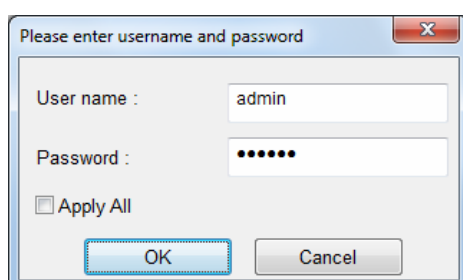 Please enter username and password
User name : admin
Password : ••••••
Apply All
OK Cancel